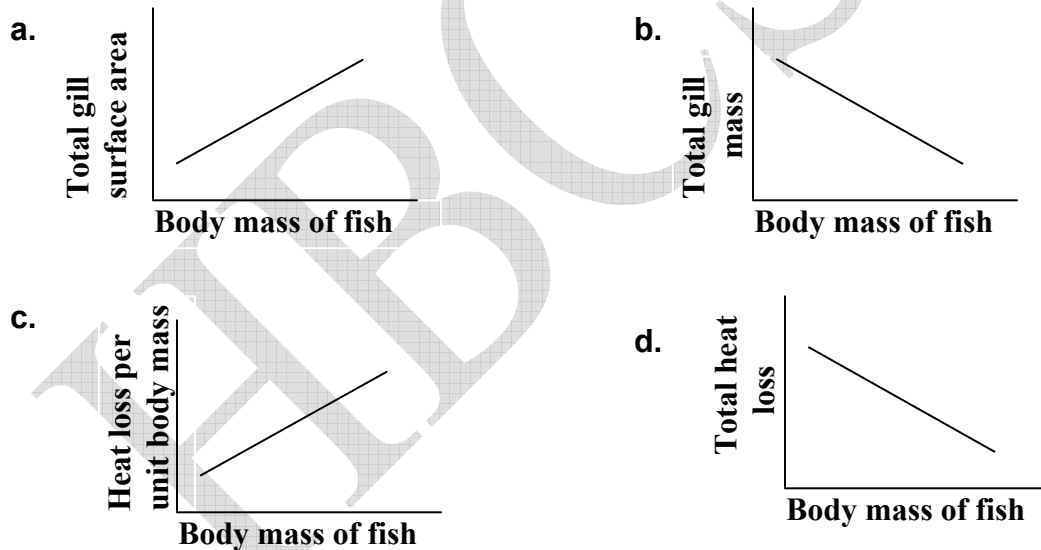 a.
Total gill
surface area
Body mass of fish
b.
Total gill
mass
Body mass of fish
c.
Heat loss per
unit body mass
Body mass of fish
d.
Total heat
loss
Body mass of fish